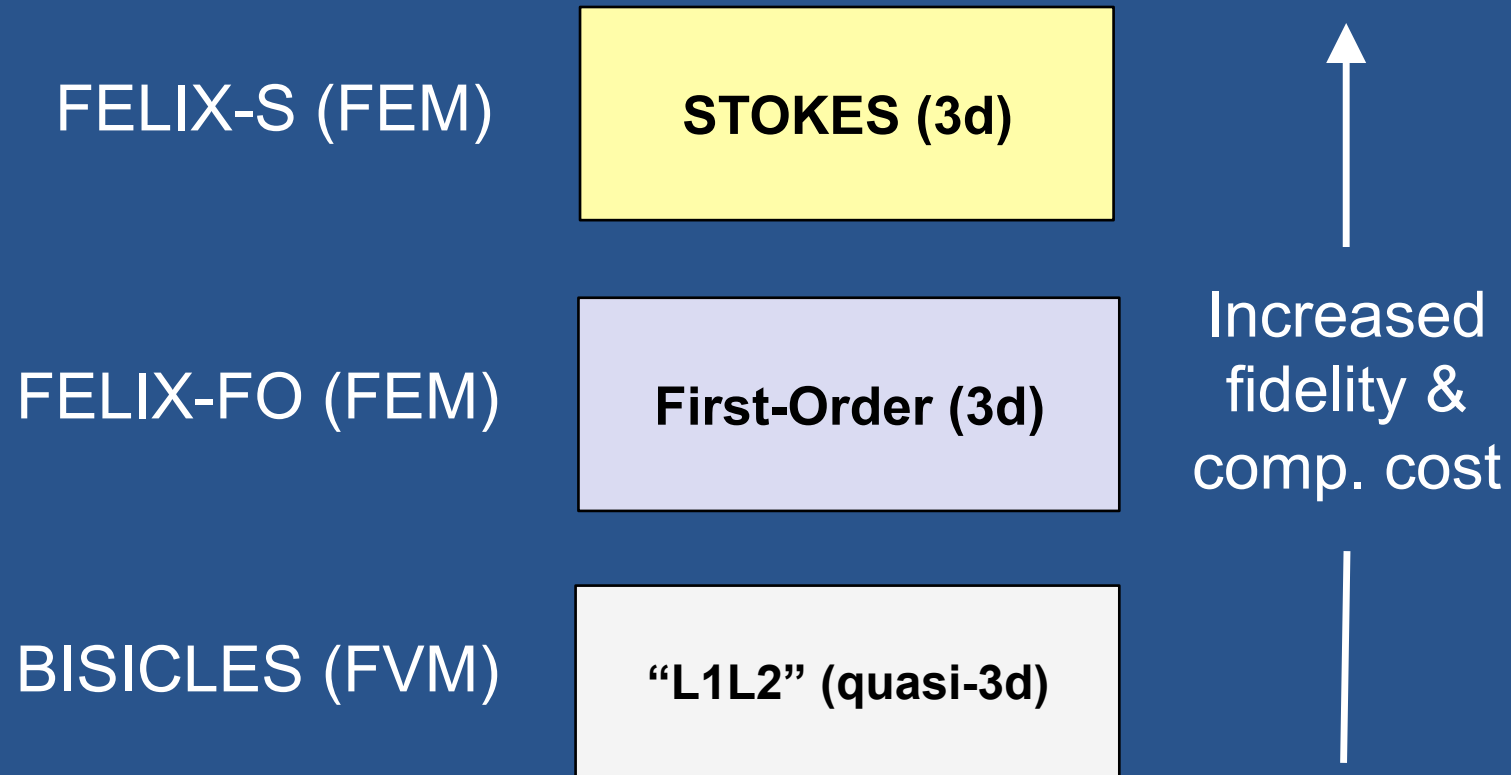 FELIX-S (FEM)
STOKES (3d)
FELIX-FO (FEM)
First-Order (3d)
Increased
fidelity &
comp. cost
BISICLES (FVM)
“L1L2” (quasi-3d)